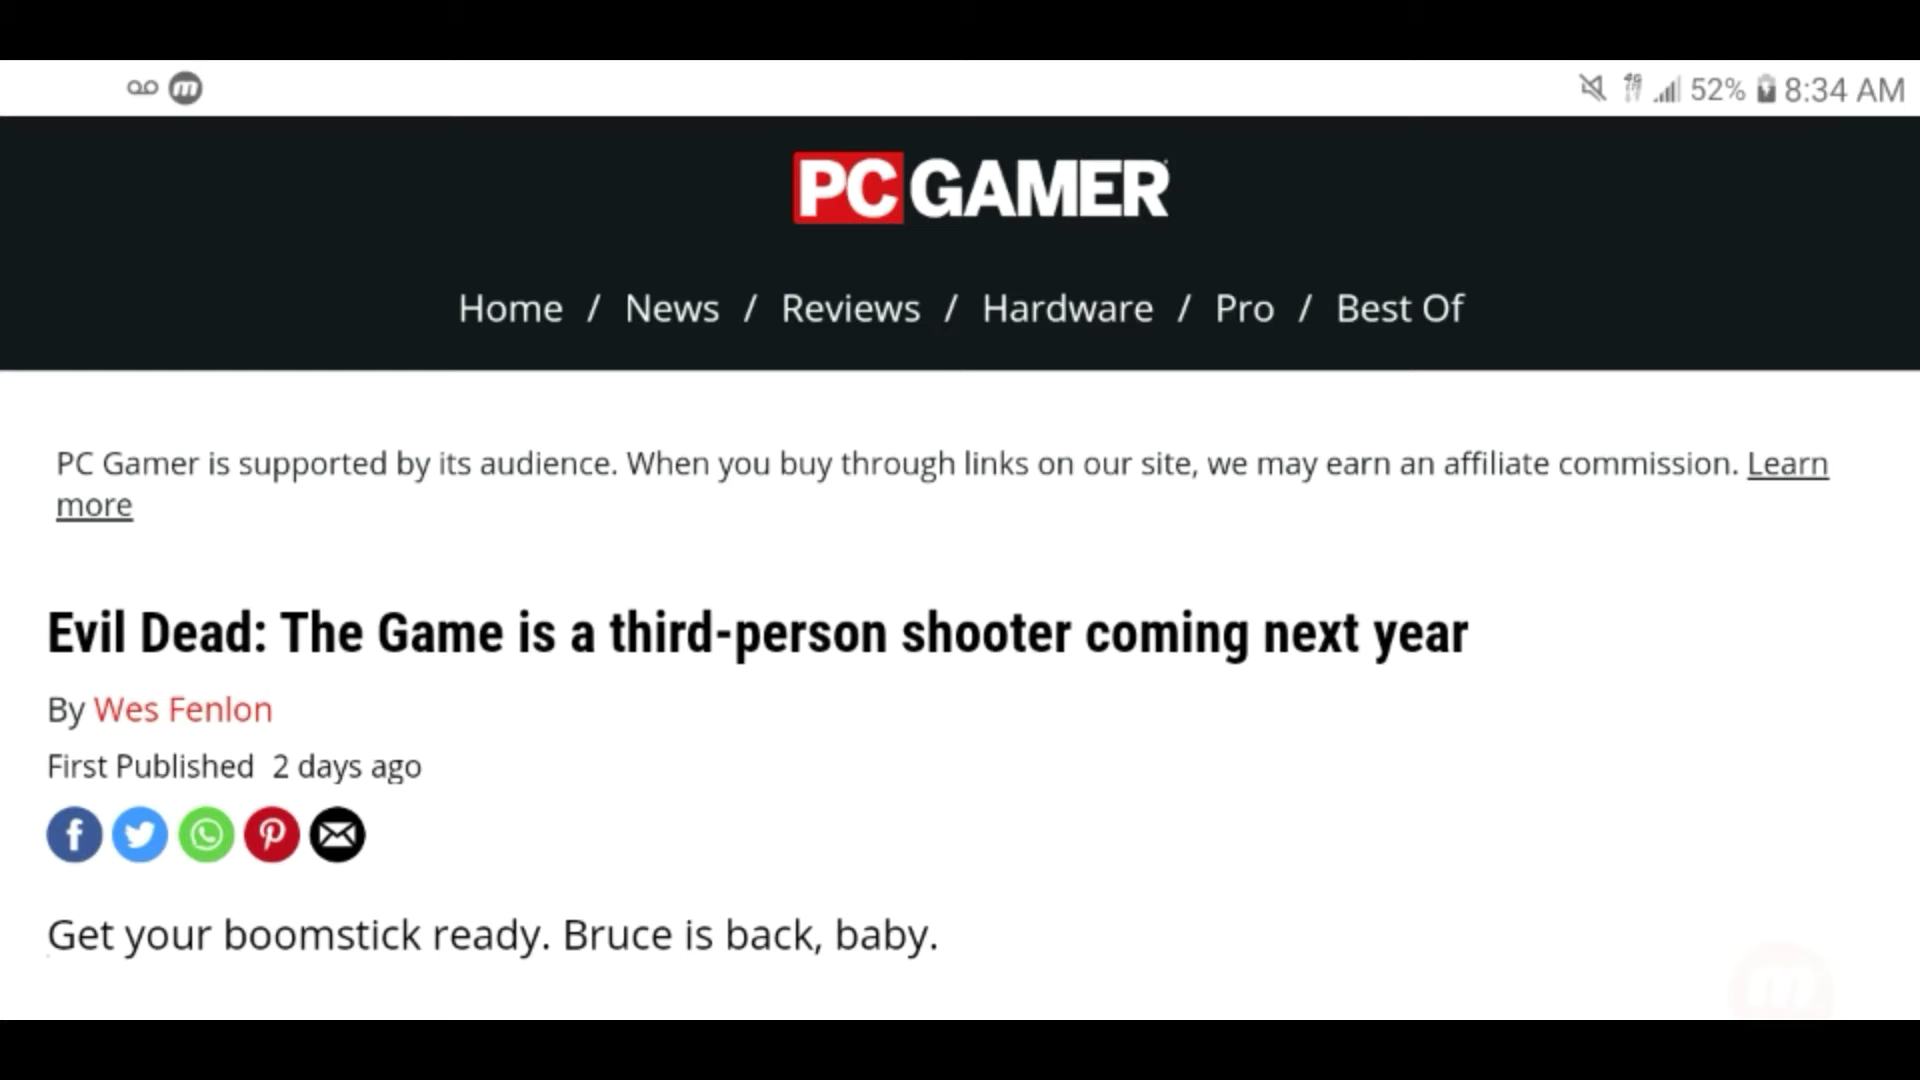 52% 8:34 AM
PC GAMER
Home / News / Reviews / Hardware / Pro / Best Of
PC Gamer is supported by its audience. When you buy through links on our site, we may earn an affiliate commission. Learn
more
Evil Dead: The Game is a third-person shooter coming next year
By Wes Fenlon
First Published 2 days ago
Get your boomstick ready. Bruce is back, baby.